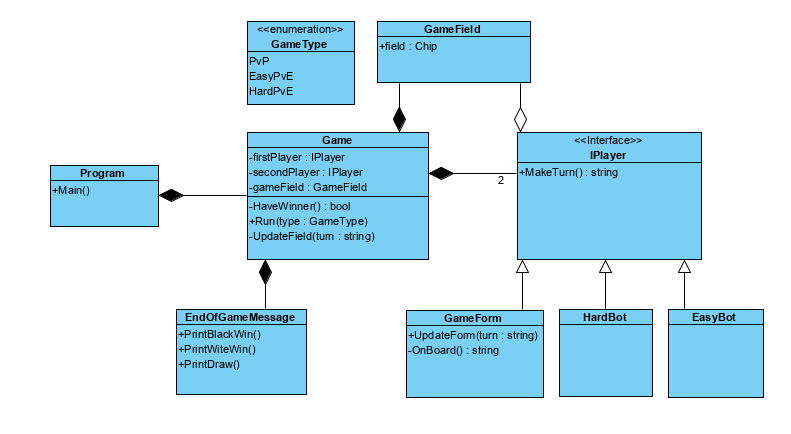 <<enumeration>>
GameType
PvP
EasyPvE
HardPvE
GameField
+field : Chip
Program
+Main()
Game
-firstPlayer : IPlayer
-secondPlayer : IPlayer
-gameField : GameField
-HaveWinner() : bool
+Run(type : GameType)
-UpdateField(turn : string)
2
<<Interface>>
IPlayer
+MakeTurn() : string
EndOfGameMessage
+PrintBlackWin()
+PrintWiteWin()
+PrintDraw()
GameForm
+UpdateForm(turn : string)
-OnBoard() : string
HardBot
EasyBot